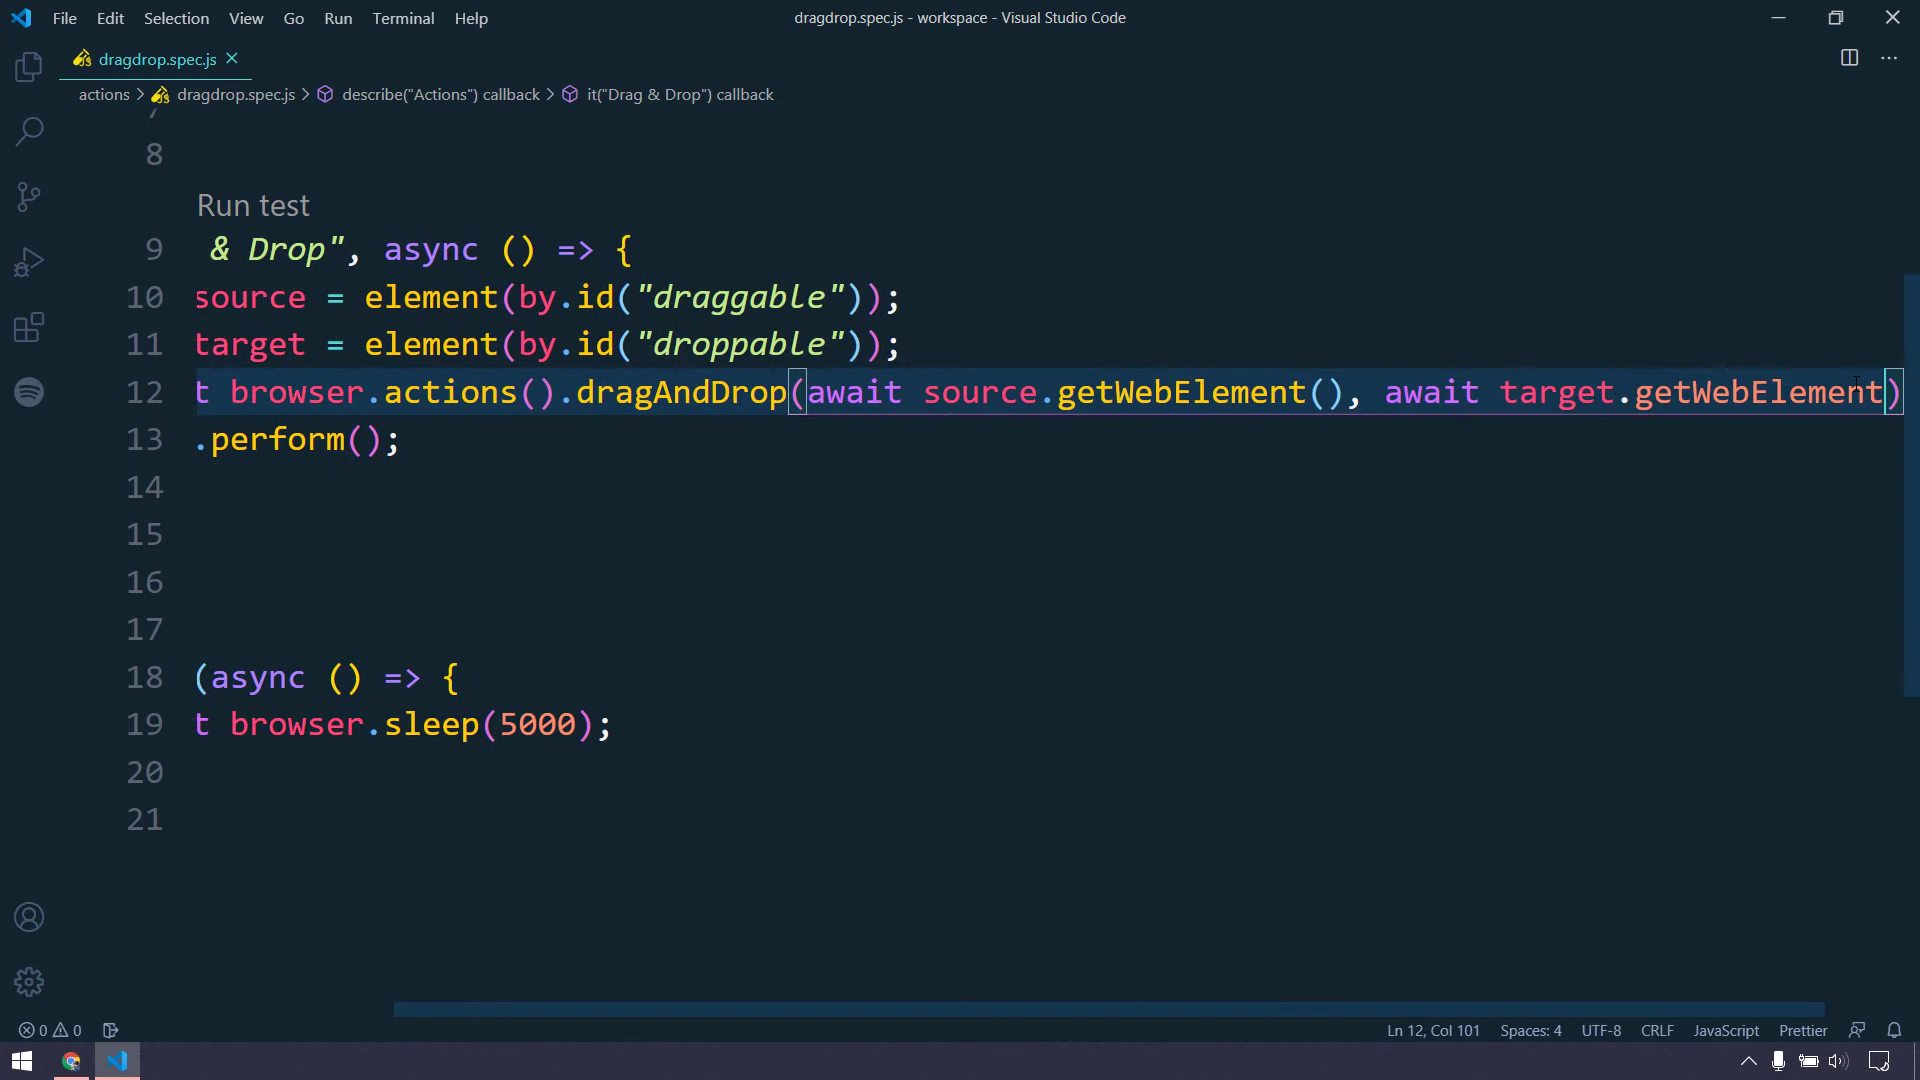 File Edit Selection View Go Run Terminal Help dragdrop.spec.js - workspace - Visual Studio Code
dragdrop.spec.js
actions > dragdrop.spec.js > describe("Actions") callback > it("Drag & Drop") callback
7
8
Run test
9 & Drop", async () => {
10 source = element(by.id("draggable"));
11 target = element(by.id("droppable"));
12 t browser.actions().dragAndDrop(await source.getWebElement(), await target.getWebElement)
13 .perform();
14
15
16
17
18 (async () => {
19 t browser.sleep(5000);
20
21
0 0 Ln 12, Col 101 Spaces: 4 UTF-8 CRLF JavaScript Prettier